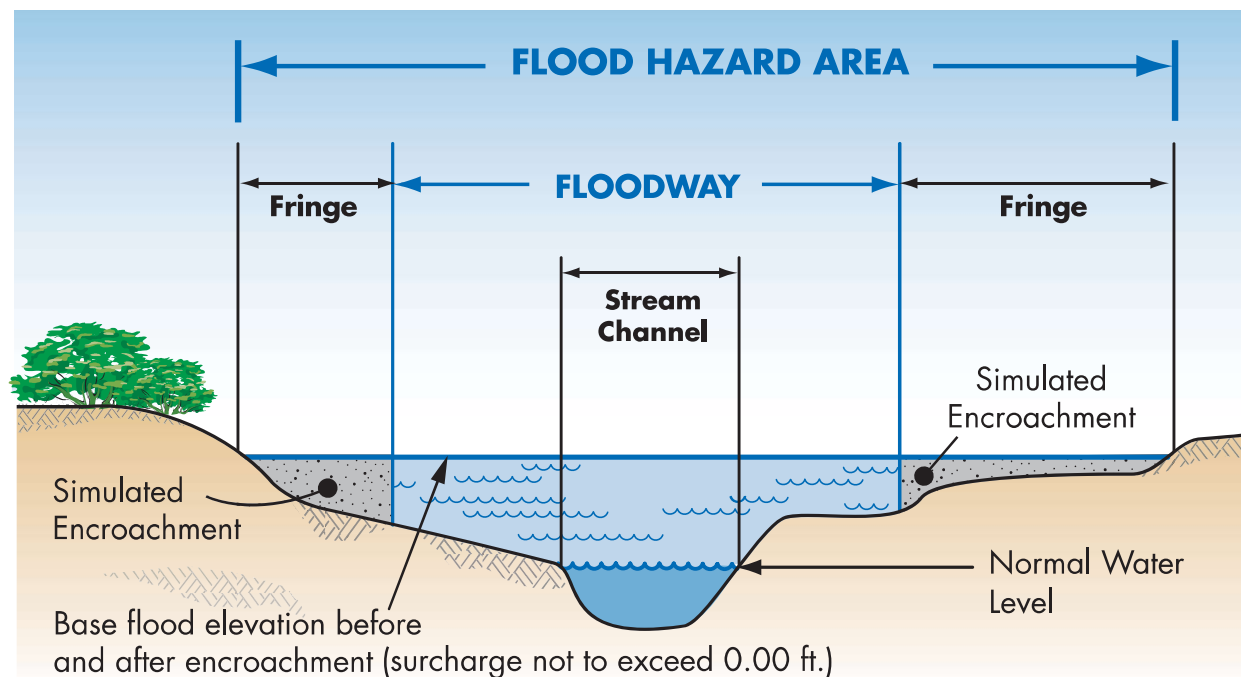 FLOOD HAZARD AREA
Fringe
FLOODWAY
Fringe
Stream
Channel
Simulated
Encroachment
Simulated
Encroachment
Normal Water
Level
Base flood elevation before
and after encroachment (surcharge not to exceed 0.00 ft.)